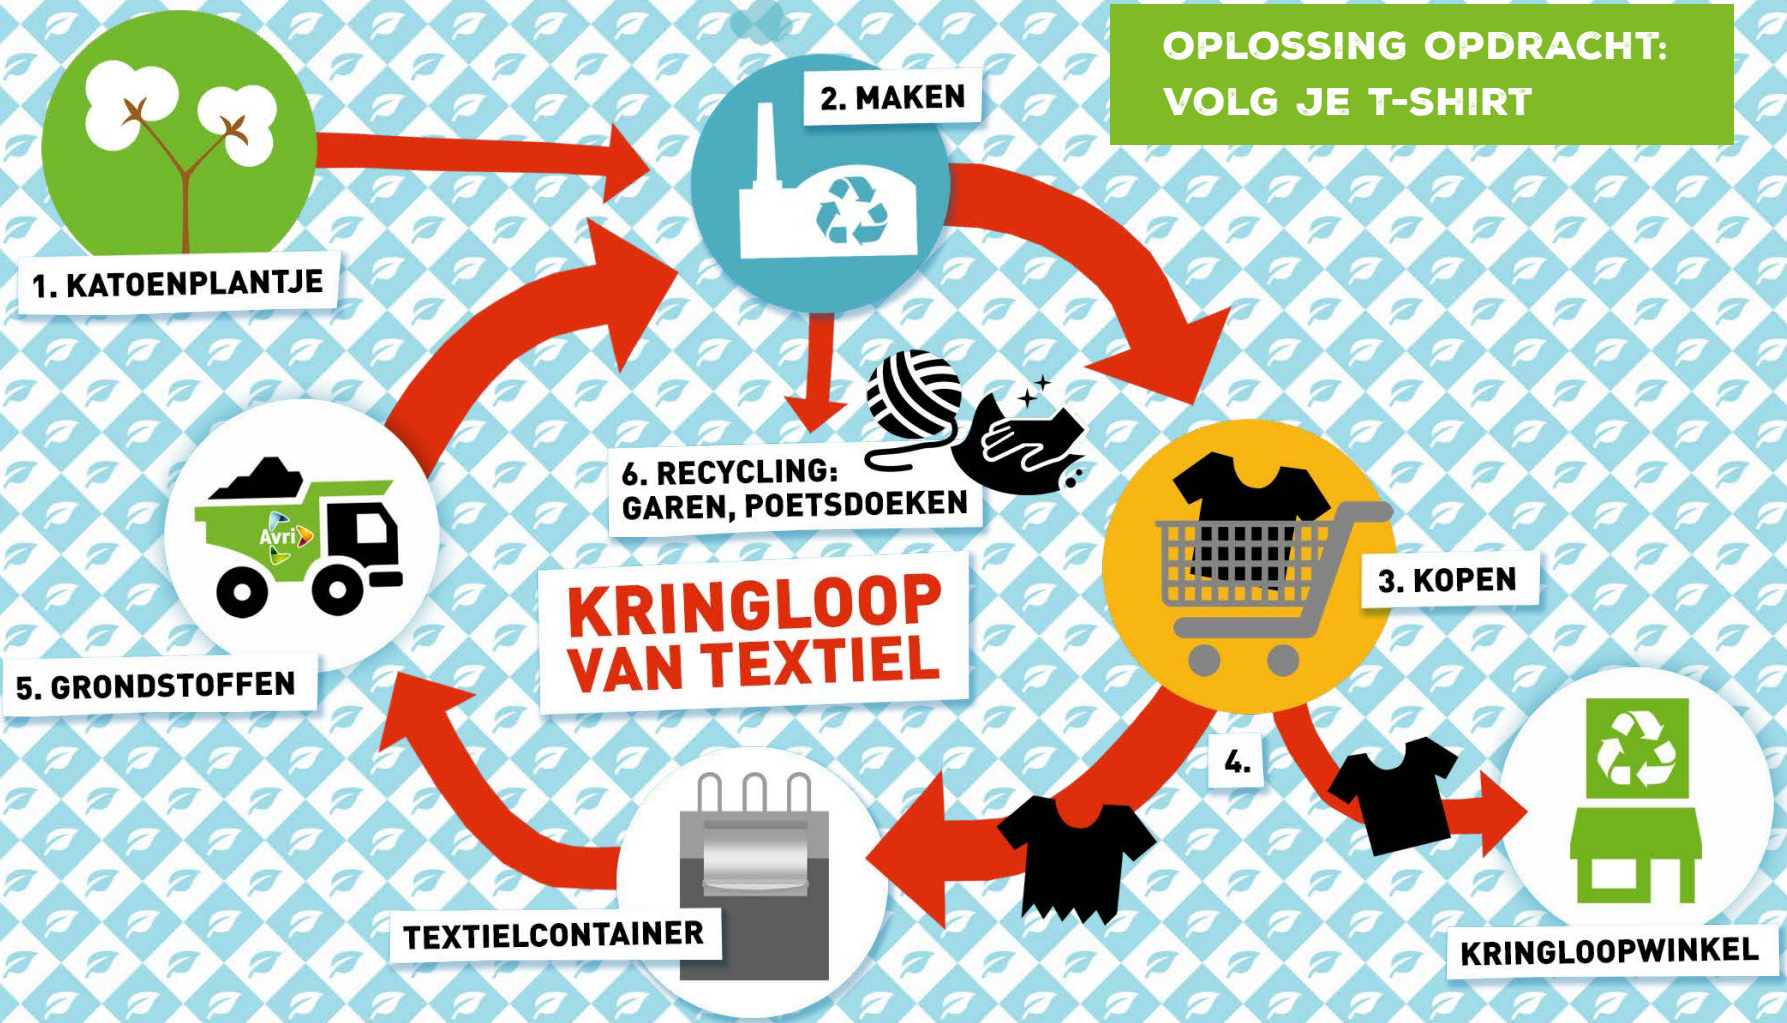 OPLOSSING OPDRACHT:
VOLG JE T-SHIRT
1. KATOENPLANTJE
2. MAKEN
6. RECYCLING:
GAREN, POETSDOEKEN
Avri
KRINGLOOP
VAN TEXTIEL
3. KOPEN
5. GRONDSTOFFEN
4.
TEXTIELCONTAINER
KRINGLOOPWINKEL